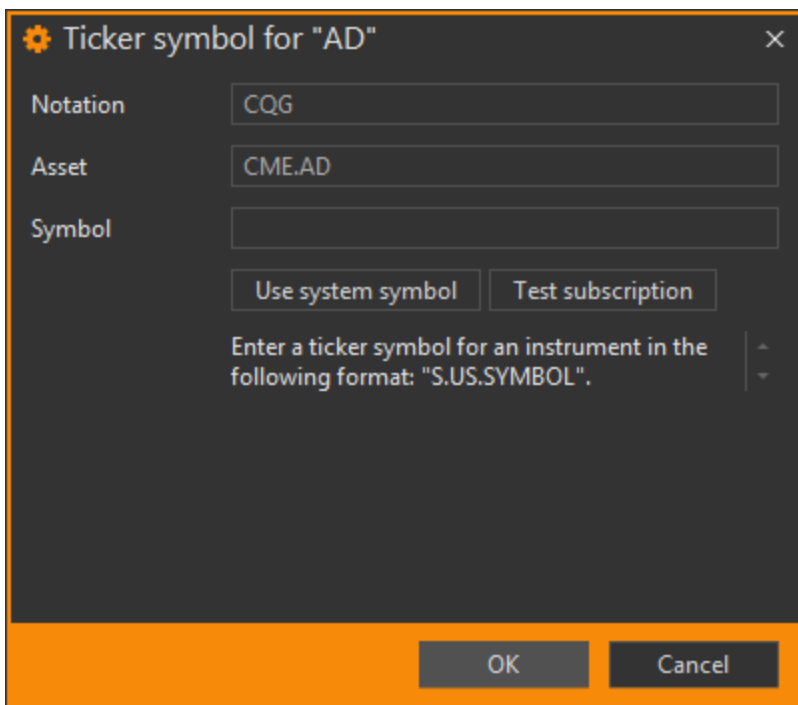 Ticker symbol for "AD"
Notation CQG
Asset CME.AD
Symbol
Use system symbol Test subscription
Enter a ticker symbol for an instrument in the
following format: "S.US.SYMBOL".
OK Cancel